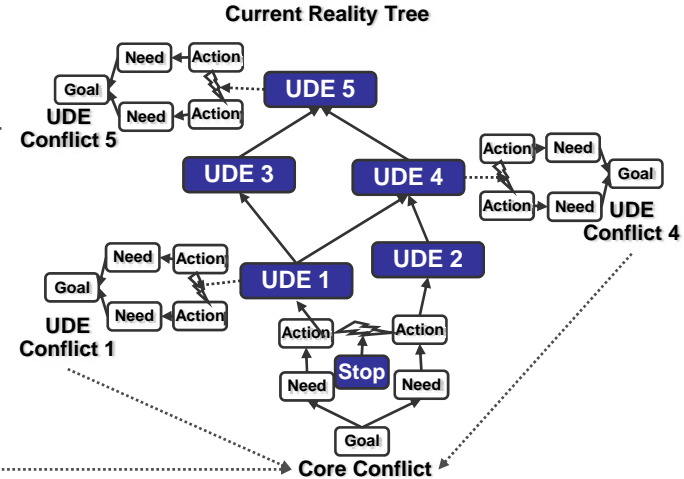 Current Reality Tree
Need
Action
Goal
Need
Action
UDE
Conflict 5
UDE 5
UDE 3
UDE 4
Action
Need
Goal
Action
Need
UDE
Conflict 4
Need
Action
Goal
Need
Action
UDE
Conflict 1
UDE 1
UDE 2
Action
Action
Stop
Need
Need
Goal
Core Conflict